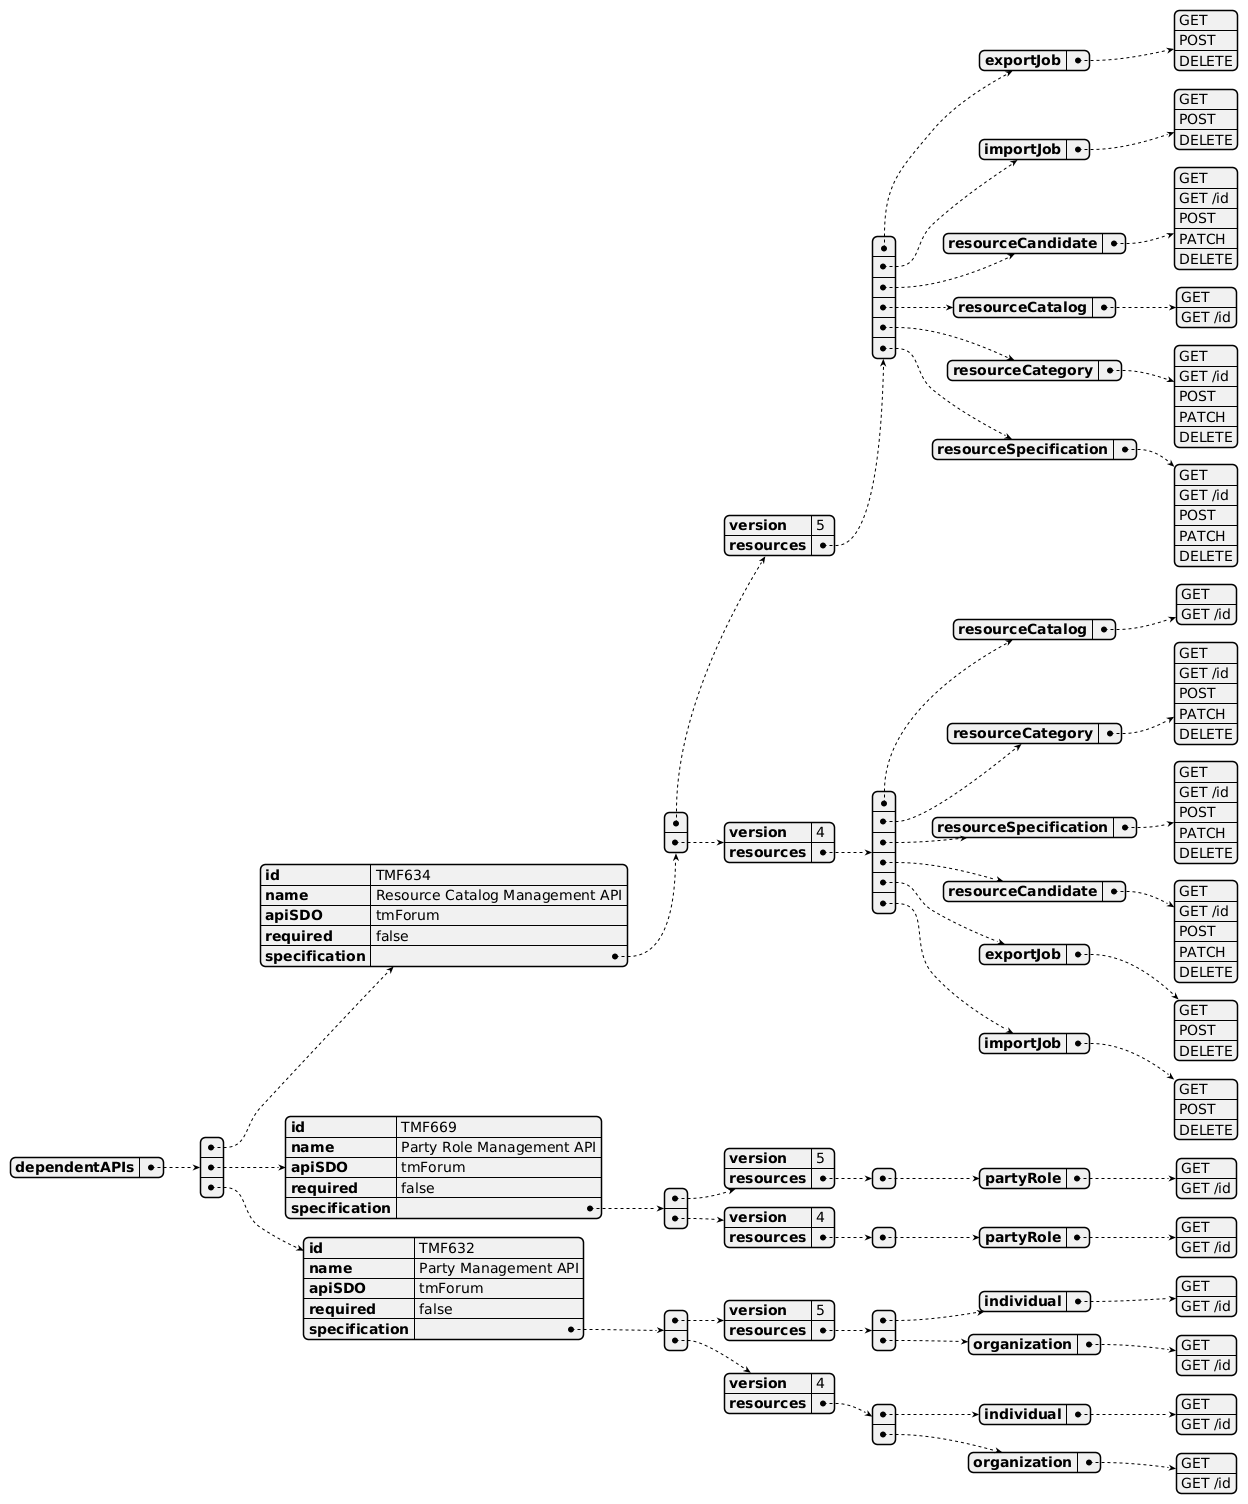 dependentAPIs
id TMF634
name Resource Catalog Management API
apiSDO tmForum
required false
specification
version 5
resources
exportJob
GET
POST
DELETE
importJob
GET
POST
DELETE
resourceCandidate
GET
GET /id
POST
PATCH
DELETE
resourceCatalog
GET
GET /id
resourceCategory
GET
GET /id
POST
PATCH
DELETE
resourceSpecification
GET
GET /id
POST
PATCH
DELETE
version 4
resources
resourceCatalog
GET
GET /id
resourceCategory
GET
GET /id
POST
PATCH
DELETE
resourceSpecification
GET
GET /id
POST
PATCH
DELETE
resourceCandidate
GET
GET /id
POST
PATCH
DELETE
exportJob
GET
POST
DELETE
importJob
GET
POST
DELETE
id TMF669
name Party Role Management API
apiSDO tmForum
required false
specification
version 5
resources
partyRole
GET
GET /id
version 4
resources
partyRole
GET
GET /id
id TMF632
name Party Management API
apiSDO tmForum
required false
specification
version 5
resources
individual
GET
GET /id
organization
GET
GET /id
version 4
resources
individual
GET
GET /id
organization
GET
GET /id